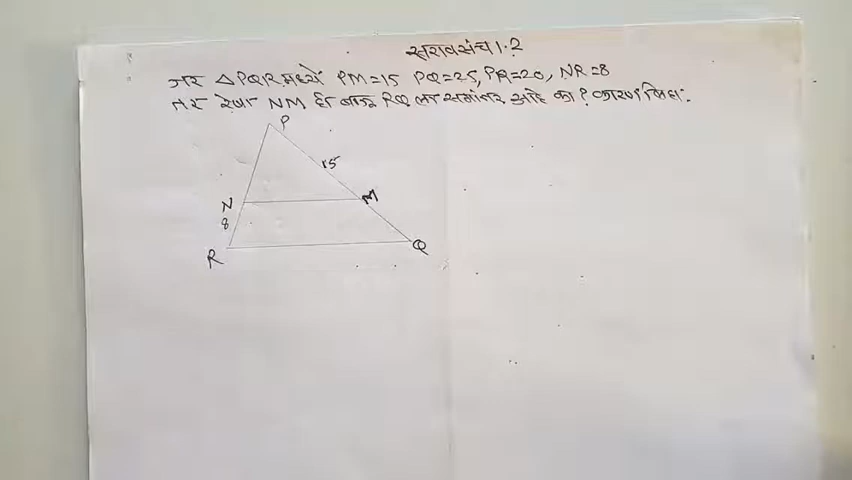 सरावसंच 1.2
जर △PQR मध्ये PM=15 PQ=25, PR=20, NR=8
तर रेषा NM ही बाजू RQ ला समांतर आहे का? कारण लिहा.
P
15
N
M
8
R
Q